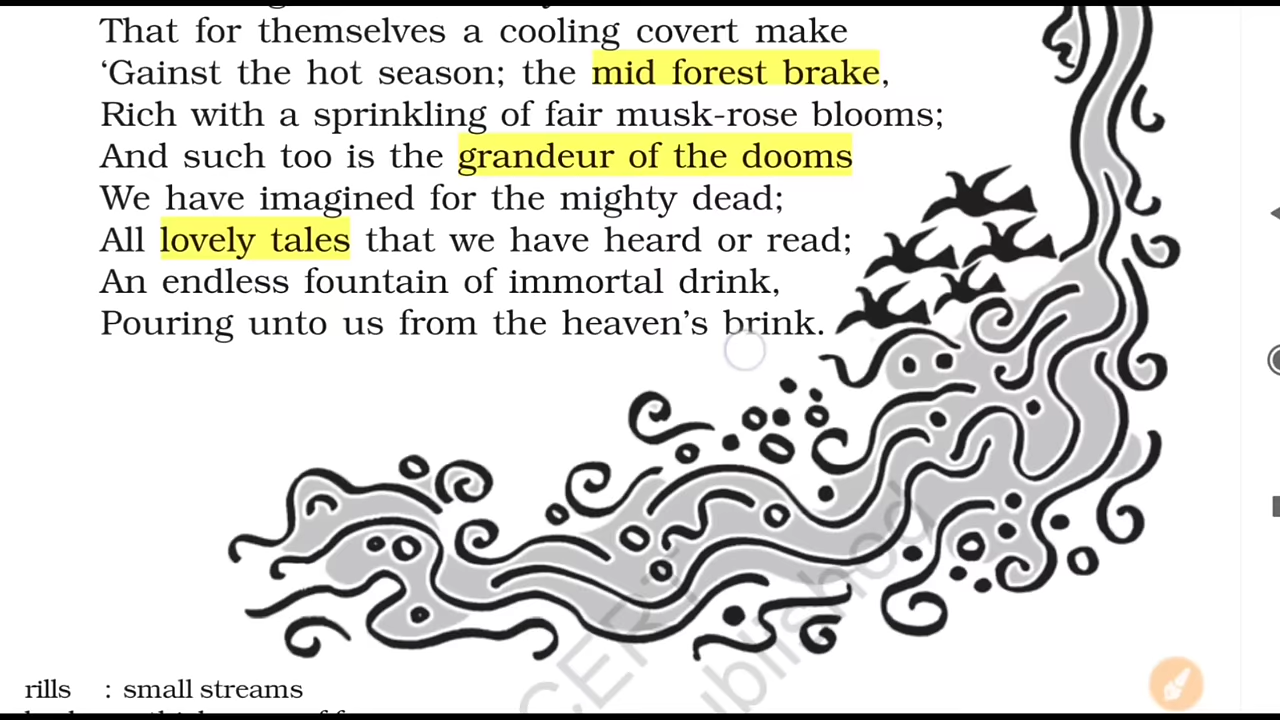 That for themselves a cooling covert make
‘Gainst the hot season; the mid forest brake,
Rich with a sprinkling of fair musk-rose blooms;
And such too is the grandeur of the dooms
We have imagined for the mighty dead;
All lovely tales that we have heard or read;
An endless fountain of immortal drink,
Pouring unto us from the heaven’s brink.
rills : small streams